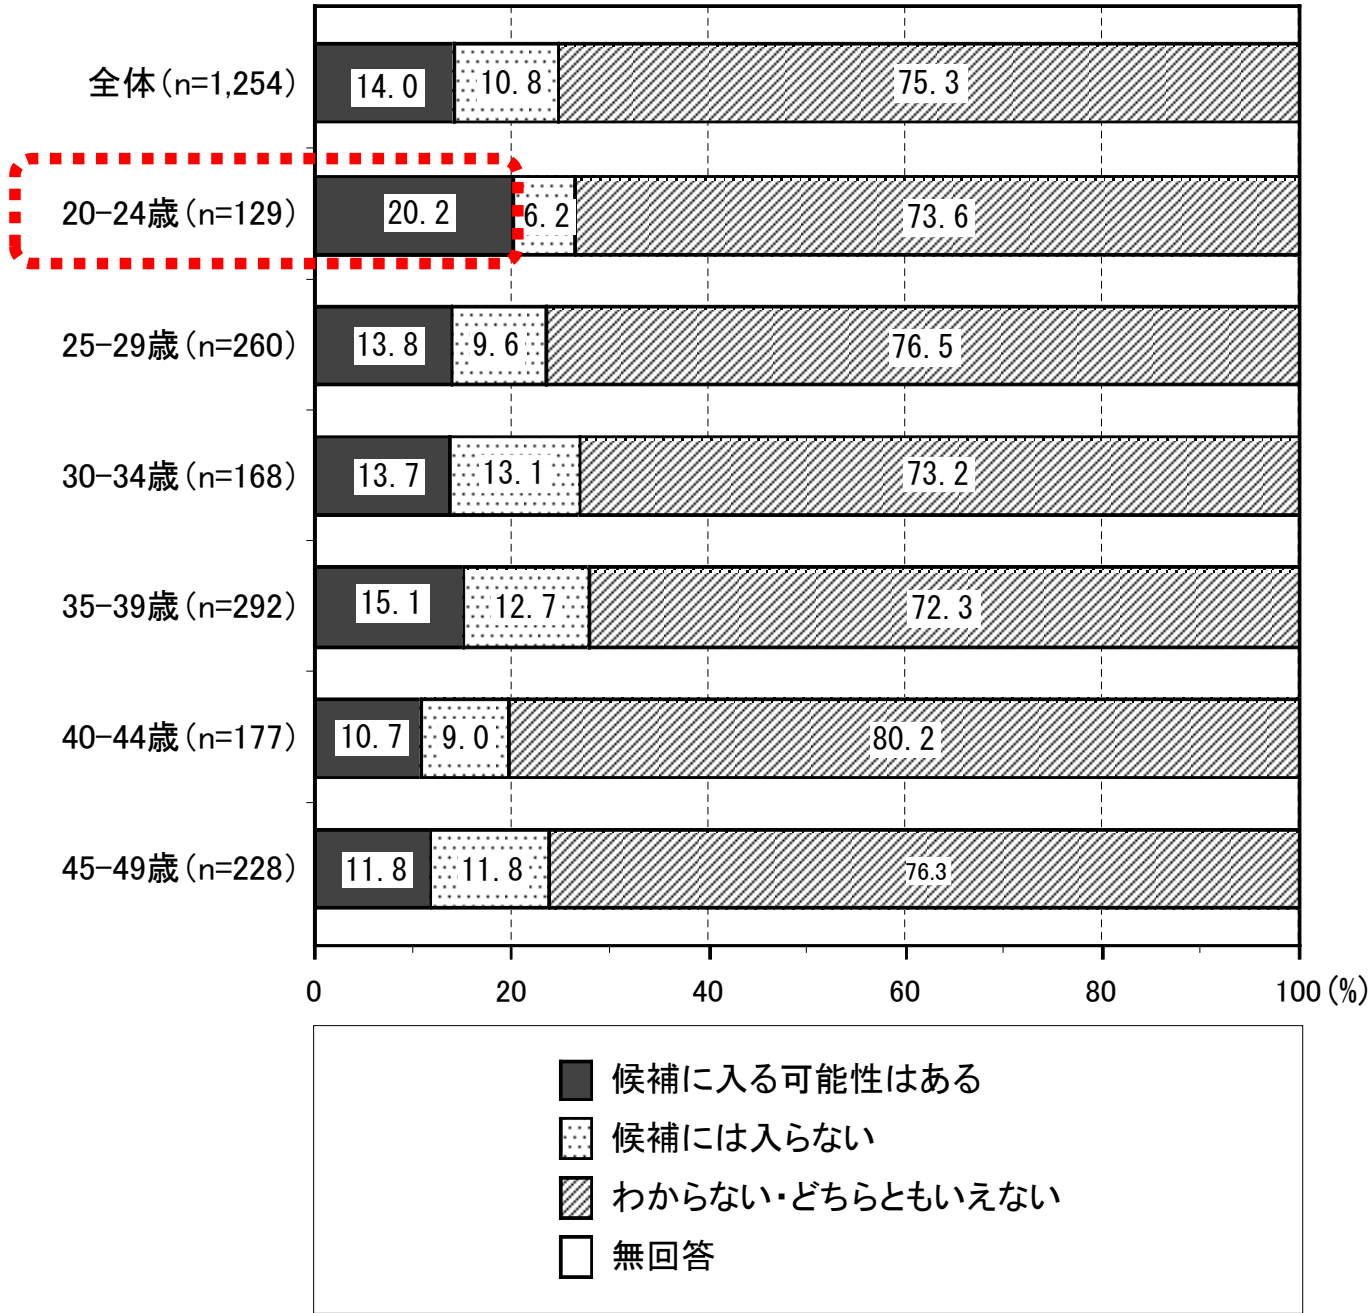 全体(n=1,254) 14.0 10.8 75.3
20-24歳(n=129) 20.2 6.2 73.6
25-29歳(n=260) 13.8 9.6 76.5
30-34歳(n=168) 13.7 13.1 73.2
35-39歳(n=292) 15.1 12.7 72.3
40-44歳(n=177) 10.7 9.0 80.2
45-49歳(n=228) 11.8 11.8 76.3
0 20 40 60 80 100(%)
候補に入る可能性はある
候補には入らない
わからない・どちらともいえない
無回答